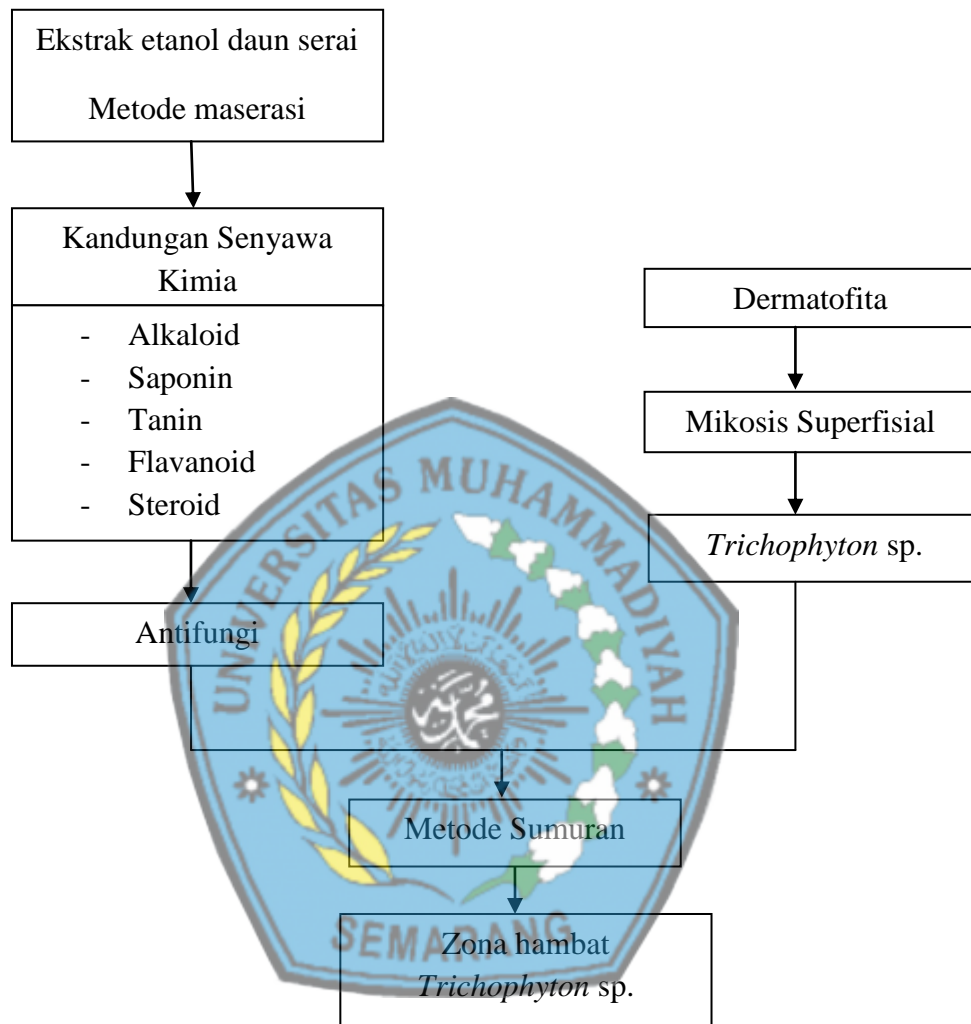 Ekstrak etanol daun serai
Metode maserasi
Kandungan Senyawa
Kimia
- Alkaloid
- Saponin
- Tanin
- Flavanoid
- Steroid
Antifungi
Dermatofita
Mikosis Superfisial
Trichophyton sp.
Metode Sumuran
Zona hambat
Trichophyton sp.
UNIVERSITAS MUHAMMADIYAH
SEMARANG